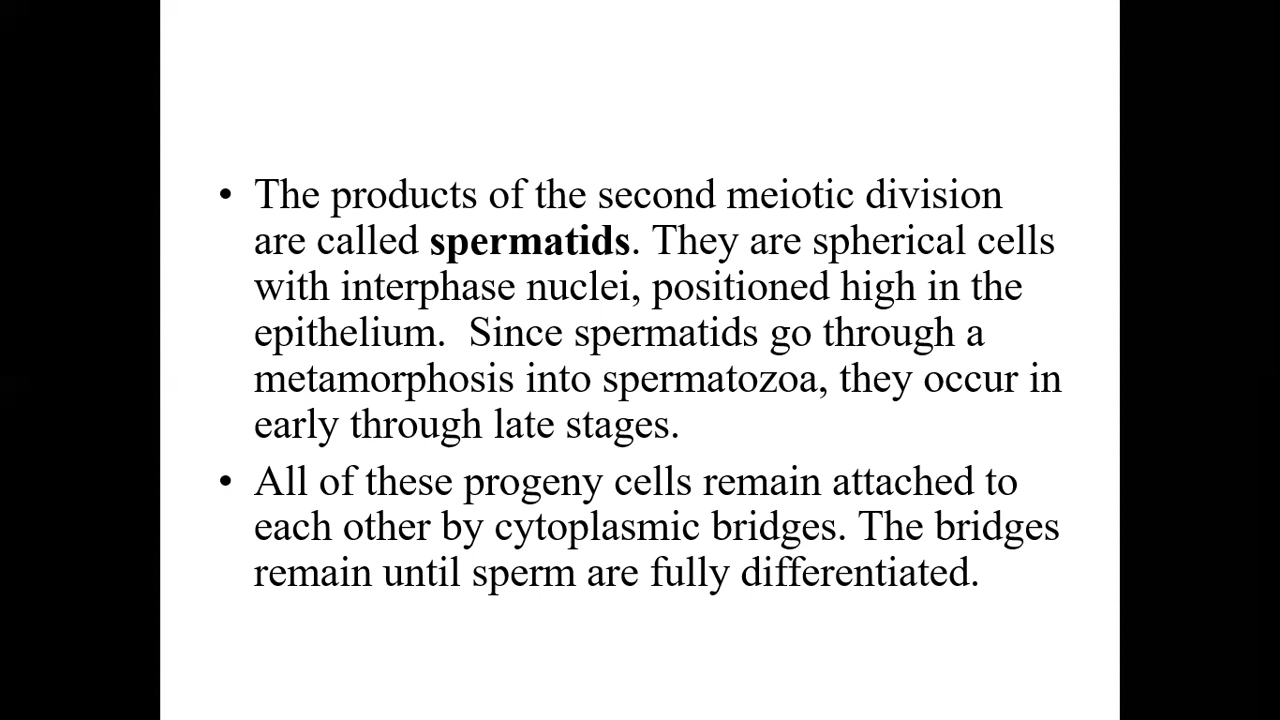 • The products of the second meiotic division
are called spermatids. They are spherical cells
with interphase nuclei, positioned high in the
epithelium.  Since spermatids go through a
metamorphosis into spermatozoa, they occur in
early through late stages.
• All of these progeny cells remain attached to
each other by cytoplasmic bridges. The bridges
remain until sperm are fully differentiated.